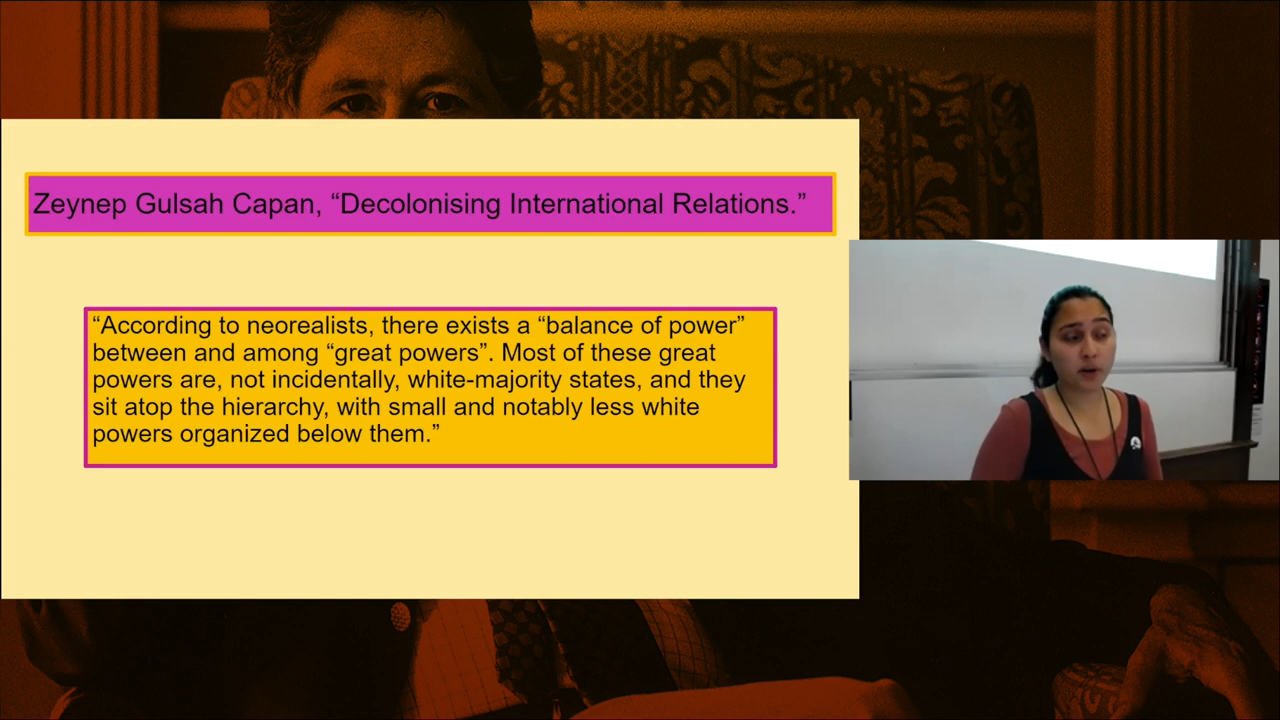 Zeynep Gulsah Capan, “Decolonising International Relations.”
“According to neorealists, there exists a “balance of power”
between and among “great powers”. Most of these great
powers are, not incidentally, white-majority states, and they
sit atop the hierarchy, with small and notably less white
powers organized below them.”